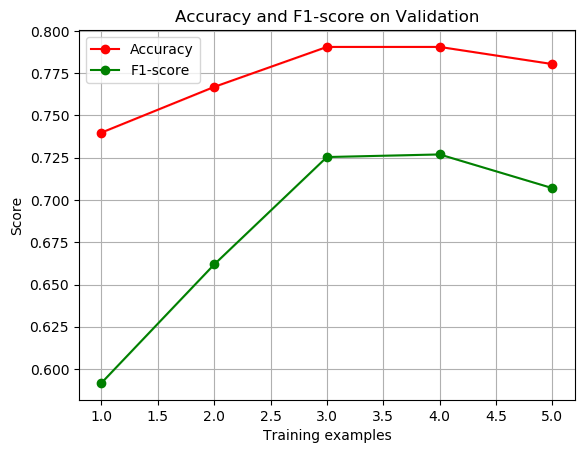 Accuracy and F1-score on Validation
Accuracy
F1-score
0.800
0.775
0.750
0.725
0.700
0.675
0.650
0.625
0.600
Score
1.0 1.5 2.0 2.5 3.0 3.5 4.0 4.5 5.0
Training examples